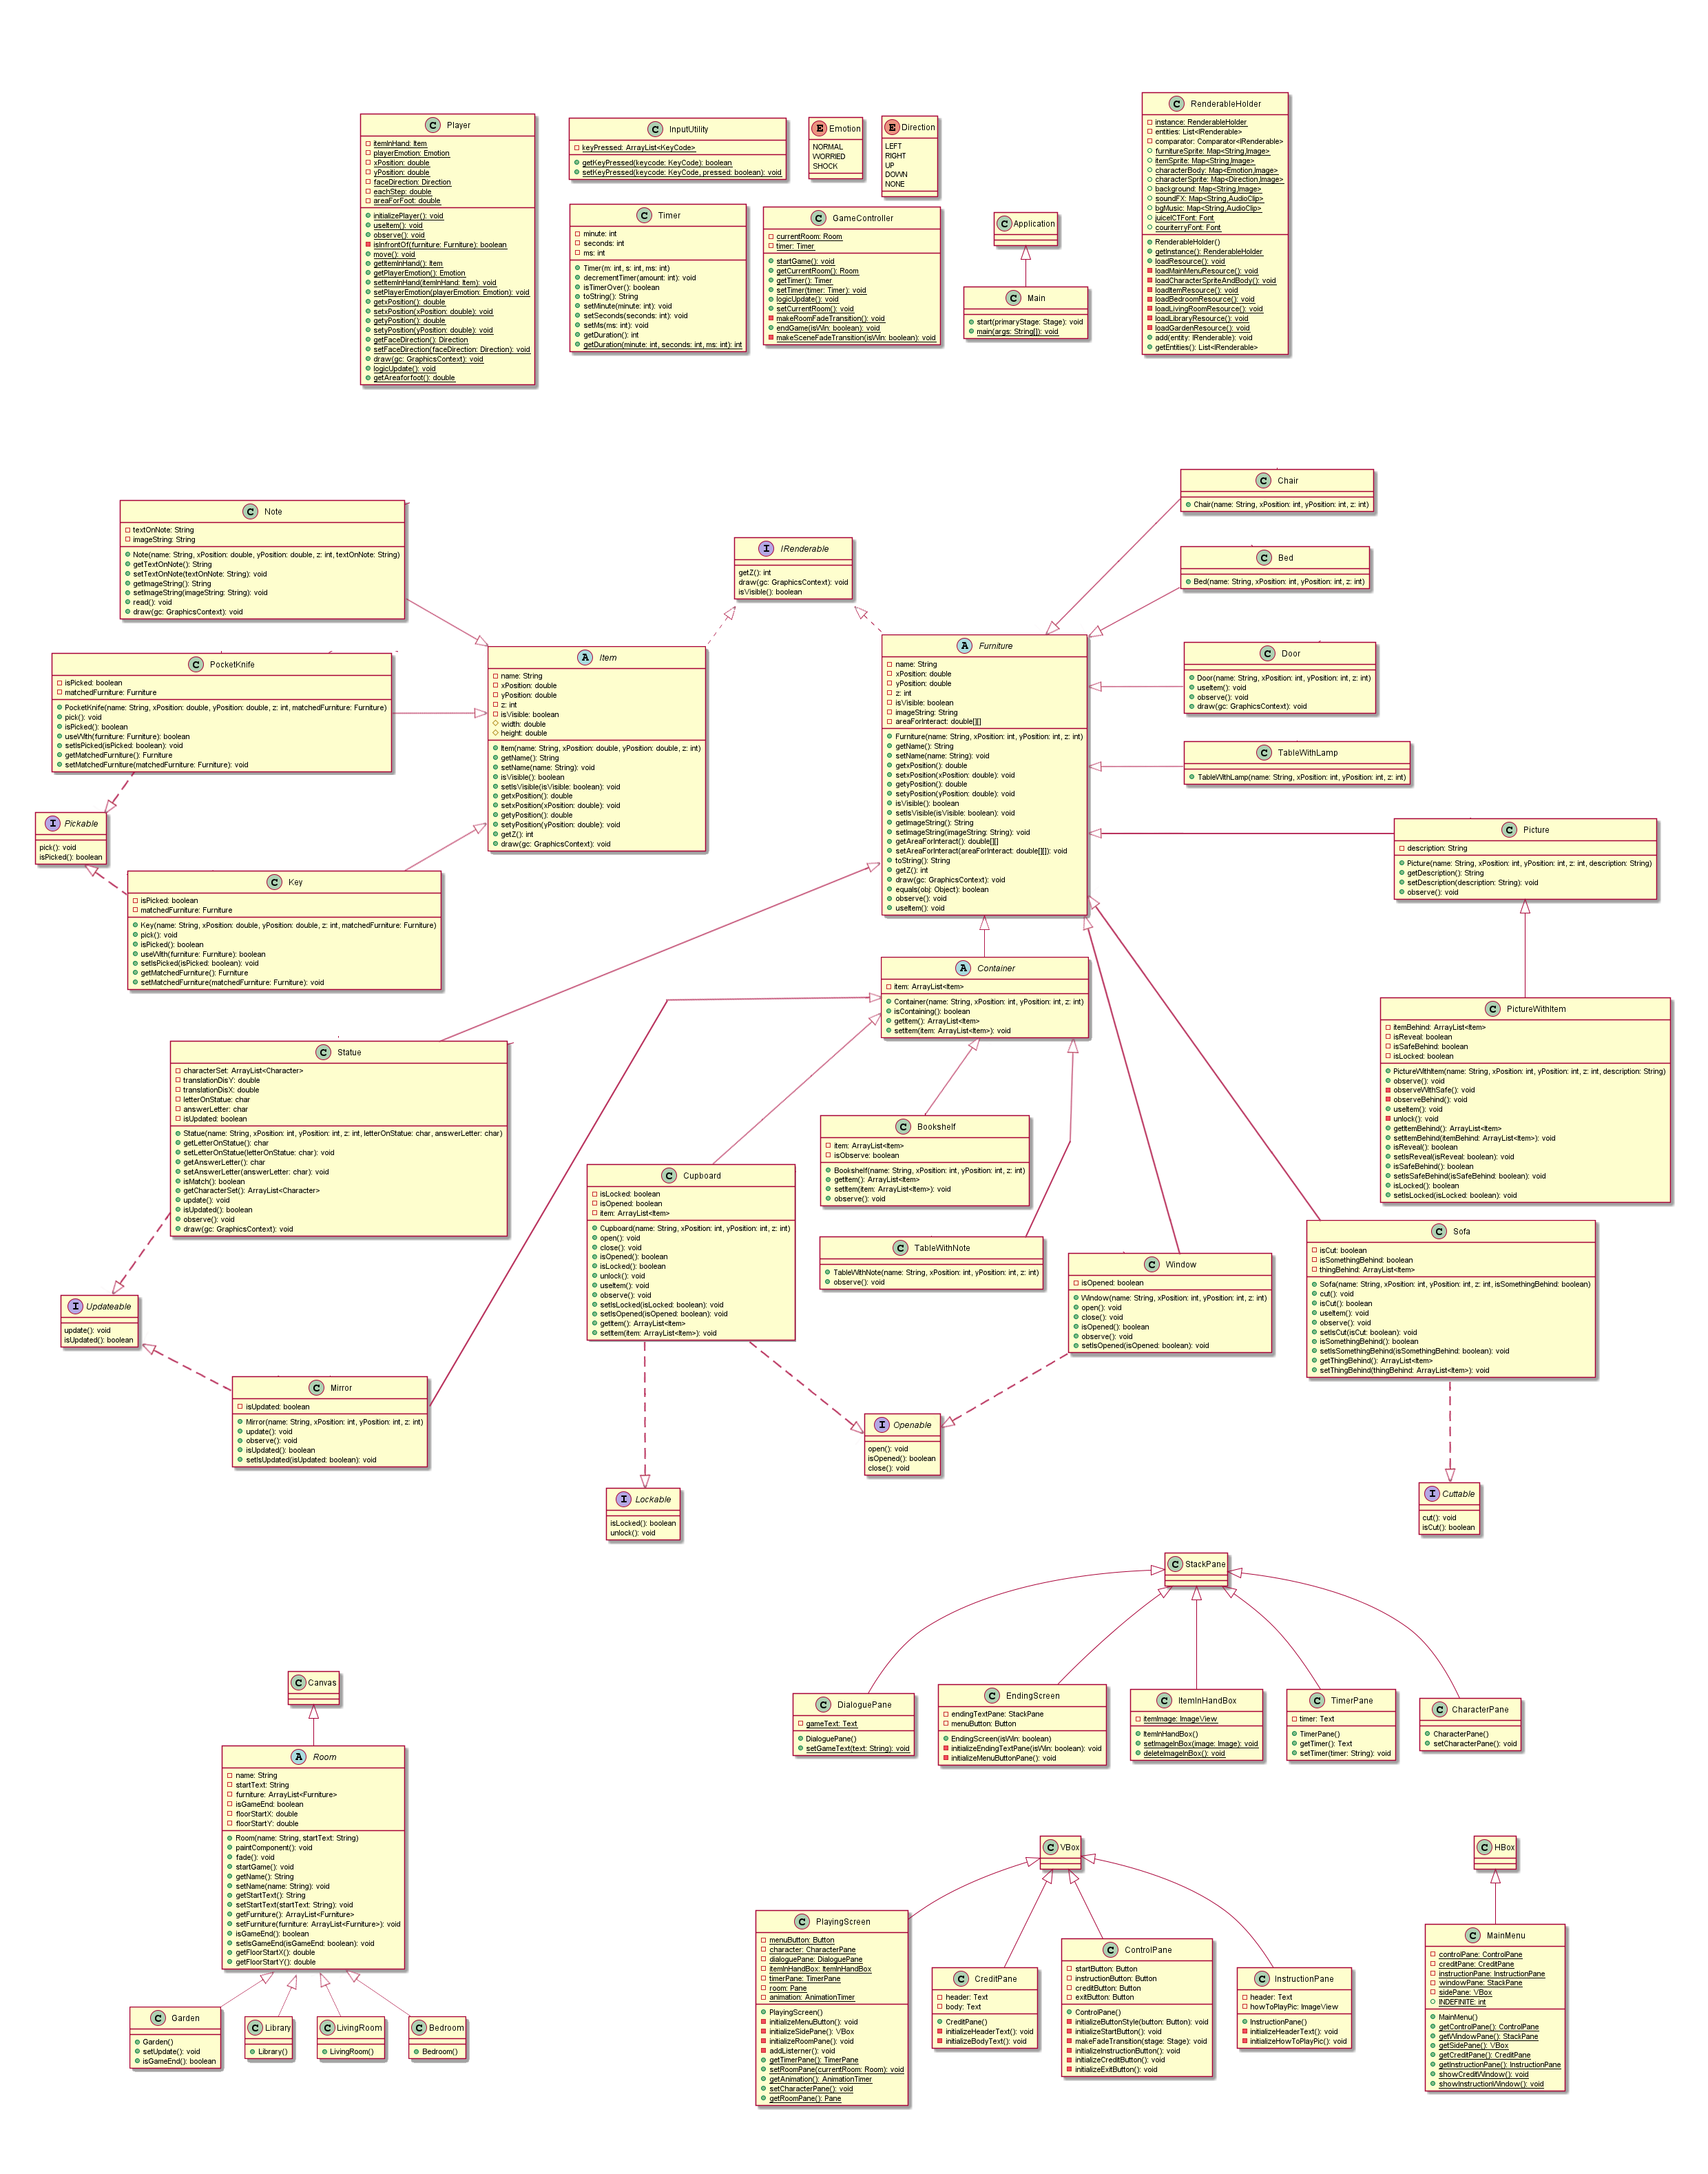 Player
itemInHand: Item
playerEmotion: Emotion
xPosition: double
yPosition: double
faceDirection: Direction
eachStep: double
areaForFoot: double
initializePlayer(): void
useItem(): void
observe(): void
isInfrontOf(furniture: Furniture): boolean
move(): void
getItemInHand(): Item
getPlayerEmotion(): Emotion
setItemInHand(itemInHand: Item): void
setPlayerEmotion(playerEmotion: Emotion): void
getxPosition(): double
setxPosition(xPosition: double): void
getyPosition(): double
setyPosition(yPosition: double): void
getFaceDirection(): Direction
setFaceDirection(faceDirection: Direction): void
draw(gc: GraphicsContext): void
logicUpdate(): void
getAreaforfoot(): double
InputUtility
keyPressed: ArrayList<KeyCode>
getKeyPressed(keycode: KeyCode): boolean
setKeyPressed(keycode: KeyCode, pressed: boolean): void
Emotion
NORMAL
WORRIED
SHOCK
Direction
LEFT
RIGHT
UP
DOWN
NONE
Timer
minute: int
seconds: int
ms: int
Timer(m: int, s: int, ms: int)
decrementTimer(amount: int): void
isTimerOver(): boolean
toString(): String
setMinute(minute: int): void
setSeconds(seconds: int): void
setMs(ms: int): void
getDuration(): int
getDuration(minute: int, seconds: int, ms: int): int
GameController
currentRoom: Room
timer: Timer
startGame(): void
getCurrentRoom(): Room
getTimer(): Timer
setTimer(timer: Timer): void
logicUpdate(): void
setCurrentRoom(): void
makeRoomFadeTransition(): void
endGame(isWin: boolean): void
makeSceneFadeTransition(isWin: boolean): void
Application
Main
start(primaryStage: Stage): void
main(args: String[]): void
RenderableHolder
instance: RenderableHolder
entities: List<IRenderable>
comparator: Comparator<IRenderable>
furnitureSprite: Map<String,Image>
itemSprite: Map<String,Image>
characterBody: Map<Emotion,Image>
characterSprite: Map<Direction,Image>
background: Map<String,Image>
soundFX: Map<String,AudioClip>
bgMusic: Map<String,AudioClip>
juiceICTFont: Font
couriterryFont: Font
RenderableHolder()
getInstance(): RenderableHolder
loadResource(): void
loadMainMenuResource(): void
loadCharacterSpriteAndBody(): void
loadItemResource(): void
loadBedroomResource(): void
loadLivingRoomResource(): void
loadLibraryResource(): void
loadGardenResource(): void
add(entity: IRenderable): void
getEntities(): List<IRenderable>
Note
textOnNote: String
imageString: String
Note(name: String, xPosition: double, yPosition: double, z: int, textOnNote: String)
getTextOnNote(): String
setTextOnNote(textOnNote: String): void
getImageString(): String
setImageString(imageString: String): void
read(): void
draw(gc: GraphicsContext): void
PocketKnife
isPicked: boolean
matchedFurniture: Furniture
PocketKnife(name: String, xPosition: double, yPosition: double, z: int, matchedFurniture: Furniture)
pick(): void
isPicked(): boolean
useWith(furniture: Furniture): boolean
setIsPicked(isPicked: boolean): void
getMatchedFurniture(): Furniture
setMatchedFurniture(matchedFurniture: Furniture): void
Pickable
pick(): void
isPicked(): boolean
Key
isPicked: boolean
matchedFurniture: Furniture
Key(name: String, xPosition: double, yPosition: double, z: int, matchedFurniture: Furniture)
pick(): void
isPicked(): boolean
useWith(furniture: Furniture): boolean
setIsPicked(isPicked: boolean): void
getMatchedFurniture(): Furniture
setMatchedFurniture(matchedFurniture: Furniture): void
Item
name: String
xPosition: double
yPosition: double
z: int
isVisible: boolean
width: double
height: double
Item(name: String, xPosition: double, yPosition: double, z: int)
getName(): String
setName(name: String): void
isVisible(): boolean
setIsVisible(isVisible: boolean): void
getxPosition(): double
setxPosition(xPosition: double): void
getyPosition(): double
setyPosition(yPosition: double): void
getZ(): int
draw(gc: GraphicsContext): void
IRenderable
getZ(): int
draw(gc: GraphicsContext): void
isVisible(): boolean
Furniture
name: String
xPosition: double
yPosition: double
z: int
isVisible: boolean
imageString: String
areaForInteract: double[][]
Furniture(name: String, xPosition: int, yPosition: int, z: int)
getName(): String
setName(name: String): void
getxPosition(): double
setxPosition(xPosition: double): void
getyPosition(): double
setyPosition(yPosition: double): void
isVisible(): boolean
setIsVisible(isVisible: boolean): void
getImageString(): String
setImageString(imageString: String): void
getAreaForInteract(): double[][]
setAreaForInteract(areaForInteract: double[][]): void
toString(): String
getZ(): int
draw(gc: GraphicsContext): void
equals(obj: Object): boolean
observe(): void
useItem(): void
Chair
Chair(name: String, xPosition: int, yPosition: int, z: int)
Bed
Bed(name: String, xPosition: int, yPosition: int, z: int)
Door
Door(name: String, xPosition: int, yPosition: int, z: int)
useItem(): void
observe(): void
draw(gc: GraphicsContext): void
TableWithLamp
TableWithLamp(name: String, xPosition: int, yPosition: int, z: int)
Picture
description: String
Picture(name: String, xPosition: int, yPosition: int, z: int, description: String)
getDescription(): String
setDescription(description: String): void
observe(): void
PictureWithItem
itemBehind: ArrayList<Item>
isReveal: boolean
isSafeBehind: boolean
isLocked: boolean
PictureWithItem(name: String, xPosition: int, yPosition: int, z: int, description: String)
observe(): void
observeWithSafe(): void
observeBehind(): void
useItem(): void
unlock(): void
getItemBehind(): ArrayList<Item>
setItemBehind(itemBehind: ArrayList<Item>): void
isReveal(): boolean
setIsReveal(isReveal: boolean): void
isSafeBehind(): boolean
setIsSafeBehind(isSafeBehind: boolean): void
isLocked(): boolean
setIsLocked(isLocked: boolean): void
Container
item: ArrayList<Item>
Container(name: String, xPosition: int, yPosition: int, z: int)
isContaining(): boolean
getItem(): ArrayList<Item>
setItem(item: ArrayList<Item>): void
Statue
characterSet: ArrayList<Character>
translationDisY: double
translationDisX: double
letterOnStatue: char
answerLetter: char
isUpdated: boolean
Statue(name: String, xPosition: int, yPosition: int, z: int, letterOnStatue: char, answerLetter: char)
getLetterOnStatue(): char
setLetterOnStatue(letterOnStatue: char): void
getAnswerLetter(): char
setAnswerLetter(answerLetter: char): void
isMatch(): boolean
getCharacterSet(): ArrayList<Character>
update(): void
isUpdated(): boolean
observe(): void
draw(gc: GraphicsContext): void
Updateable
update(): void
isUpdated(): boolean
Mirror
isUpdated: boolean
Mirror(name: String, xPosition: int, yPosition: int, z: int)
update(): void
observe(): void
isUpdated(): boolean
setIsUpdated(isUpdated: boolean): void
Cupboard
isLocked: boolean
isOpened: boolean
item: ArrayList<Item>
Cupboard(name: String, xPosition: int, yPosition: int, z: int)
open(): void
close(): void
isOpened(): boolean
isLocked(): boolean
unlock(): void
useItem(): void
observe(): void
setIsLocked(isLocked: boolean): void
setIsOpened(isOpened: boolean): void
getItem(): ArrayList<Item>
setItem(item: ArrayList<Item>): void
Bookshelf
item: ArrayList<Item>
isObserve: boolean
Bookshelf(name: String, xPosition: int, yPosition: int, z: int)
getItem(): ArrayList<Item>
setItem(item: ArrayList<Item>): void
observe(): void
TableWithNote
TableWithNote(name: String, xPosition: int, yPosition: int, z: int)
observe(): void
Window
isOpened: boolean
Window(name: String, xPosition: int, yPosition: int, z: int)
open(): void
close(): void
isOpened(): boolean
observe(): void
setIsOpened(isOpened: boolean): void
Sofa
isCut: boolean
isSomethingBehind: boolean
thingBehind: ArrayList<Item>
Sofa(name: String, xPosition: int, yPosition: int, z: int, isSomethingBehind: boolean)
cut(): void
isCut(): boolean
useItem(): void
observe(): void
setIsCut(isCut: boolean): void
isSomethingBehind(): boolean
setIsSomethingBehind(isSomethingBehind: boolean): void
getThingBehind(): ArrayList<Item>
setThingBehind(thingBehind: ArrayList<Item>): void
Openable
open(): void
isOpened(): boolean
close(): void
Lockable
isLocked(): boolean
unlock(): void
Cuttable
cut(): void
isCut(): boolean
StackPane
DialoguePane
gameText: Text
DialoguePane()
setGameText(text: String): void
EndingScreen
endingTextPane: StackPane
menuButton: Button
EndingScreen(isWin: boolean)
initializeEndingTextPane(isWin: boolean): void
initializeMenuButtonPane(): void
ItemInHandBox
itemImage: ImageView
ItemInHandBox()
setImageInBox(image: Image): void
deleteImageInBox(): void
TimerPane
timer: Text
TimerPane()
getTimer(): Text
setTimer(timer: String): void
CharacterPane
CharacterPane()
setCharacterPane(): void
Canvas
Room
name: String
startText: String
furniture: ArrayList<Furniture>
isGameEnd: boolean
floorStartX: double
floorStartY: double
Room(name: String, startText: String)
paintComponent(): void
fade(): void
startGame(): void
getName(): String
setName(name: String): void
getStartText(): String
setStartText(startText: String): void
getFurniture(): ArrayList<Furniture>
setFurniture(furniture: ArrayList<Furniture>): void
isGameEnd(): boolean
setIsGameEnd(isGameEnd: boolean): void
getFloorStartX(): double
getFloorStartY(): double
Garden
Garden()
setUpdate(): void
isGameEnd(): boolean
Library
Library()
LivingRoom
LivingRoom()
Bedroom
Bedroom()
VBox
PlayingScreen
menuButton: Button
character: CharacterPane
dialoguePane: DialoguePane
itemInHandBox: ItemInHandBox
timerPane: TimerPane
room: Pane
animation: AnimationTimer
PlayingScreen()
initializeMenuButton(): void
initializeSidePane(): VBox
initializeRoomPane(): void
addListerner(): void
getTimerPane(): TimerPane
setRoomPane(currentRoom: Room): void
getAnimation(): AnimationTimer
setCharacterPane(): void
getRoomPane(): Pane
CreditPane
header: Text
body: Text
CreditPane()
initializeHeaderText(): void
initializeBodyText(): void
ControlPane
startButton: Button
instructionButton: Button
creditButton: Button
exitButton: Button
ControlPane()
initializeButtonStyle(button: Button): void
initializeStartButton(): void
makeFadeTransition(stage: Stage): void
initializeInstructionButton(): void
initializeCreditButton(): void
initializeExitButton(): void
InstructionPane
header: Text
howToPlayPic: ImageView
InstructionPane()
initializeHeaderText(): void
initializeHowToPlayPic(): void
HBox
MainMenu
controlPane: ControlPane
creditPane: CreditPane
instructionPane: InstructionPane
windowPane: StackPane
sidePane: VBox
INDEFINITE: int
MainMenu()
getControlPane(): ControlPane
getWindowPane(): StackPane
getSidePane(): VBox
getCreditPane(): CreditPane
getInstructionPane(): InstructionPane
showCreditWindow(): void
showInstructionWindow(): void